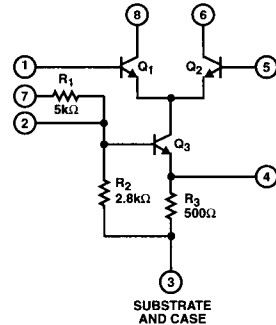 8
6
1
Q1
Q2
5
R1
5kΩ
7
2
Q3
4
R2
2.8kΩ
R3
500Ω
3
SUBSTRATE
AND CASE